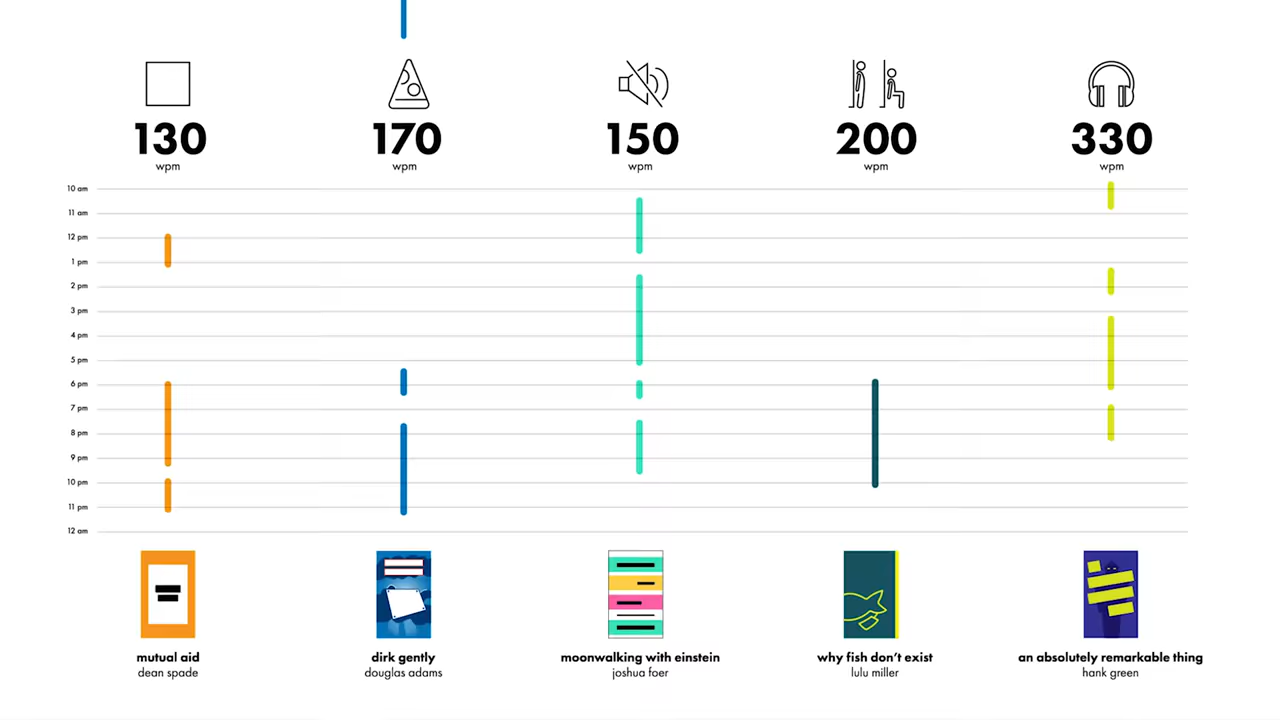 130 170 150 200 330
wpm wpm wpm wpm wpm
10 am
11 am
12 pm
1 pm
2 pm
3 pm
4 pm
5 pm
6 pm
7 pm
8 pm
9 pm
10 pm
11 pm
12 am
mutual aid
dean spade
dirk gently
douglas adams
moonwalking with einstein
joshua foer
why fish don't exist
lulu miller
an absolutely remarkable thing
hank green